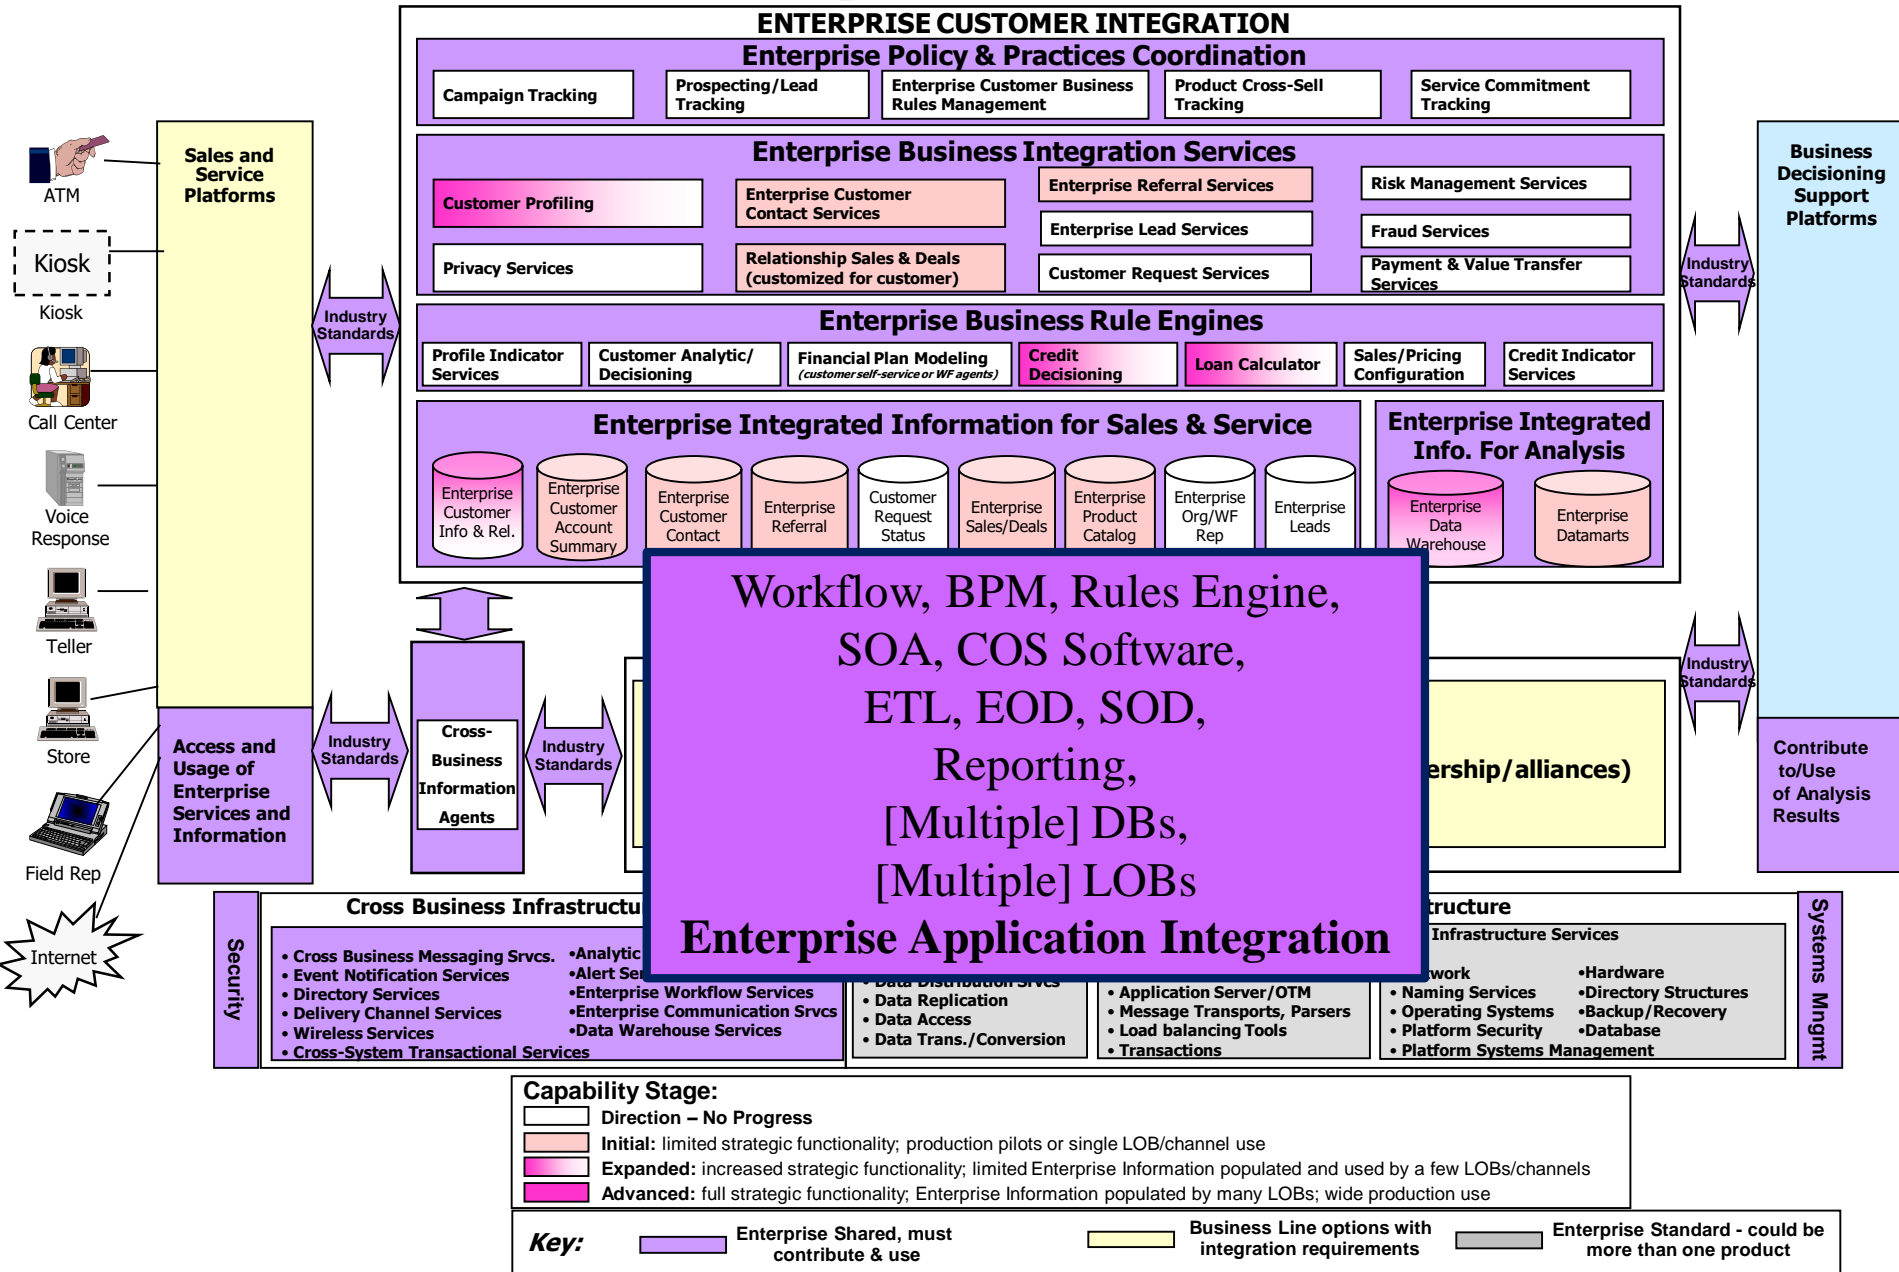 ENTERPRISE CUSTOMER INTEGRATION
Enterprise Policy & Practices Coordination
Campaign Tracking
Prospecting/Lead
Tracking
Enterprise Customer Business
Rules Management
Product Cross-Sell
Tracking
Service Commitment
Tracking
Enterprise Business Integration Services
Customer Profiling
Enterprise Customer
Contact Services
Enterprise Referral Services
Risk Management Services
Enterprise Lead Services
Fraud Services
Privacy Services
Relationship Sales & Deals
(customized for customer)
Customer Request Services
Payment & Value Transfer
Services
Enterprise Business Rule Engines
Profile Indicator
Services
Customer Analytic/
Decisioning
Financial Plan Modeling
(customer self-service or WF agents)
Credit
Decisioning
Loan Calculator
Sales/Pricing
Configuration
Credit Indicator
Services
Enterprise Integrated Information for Sales & Service
Enterprise
Customer
Info & Rel.
Enterprise
Customer
Account
Summary
Enterprise
Customer
Contact
Enterprise
Referral
Customer
Request
Status
Enterprise
Sales/Deals
Enterprise
Product
Catalog
Enterprise
Org/WF
Rep
Enterprise
Leads
Enterprise Integrated
Info. For Analysis
Enterprise
Data
Warehouse
Enterprise
Datamarts
ATM
Kiosk
Kiosk
Call Center
Voice
Response
Teller
Store
Field Rep
Internet
Sales and
Service
Platforms
Access and
Usage of
Enterprise
Services and
Information
Industry
Standards
Industry
Standards
Cross-
Business
Information
Agents
Industry
Standards
Industry
Standards
Industry
Standards
Business
Decisioning
Support
Platforms
Contribute
to/Use
of Analysis
Results
Workflow, BPM, Rules Engine,
SOA, COS Software,
ETL, EOD, SOD,
Reporting,
[Multiple] DBs,
[Multiple] LOBs
Enterprise Application Integration
ership/alliances)
Security
Cross Business Infrastructu
• Cross Business Messaging Srvcs.
• Event Notification Services
• Directory Services
• Delivery Channel Services
• Wireless Services
• Cross-System Transactional Services
•Analytic
•Alert Ser
•Enterprise Workflow Services
•Enterprise Communication Srvcs
•Data Warehouse Services
tructure
• Data Distribution Srvcs
• Data Replication
• Data Access
• Data Trans./Conversion
• Application Server/OTM
• Message Transports, Parsers
• Load balancing Tools
• Transactions
Infrastructure Services
twork
• Naming Services
• Operating Systems
• Platform Security
• Platform Systems Management
•Hardware
•Directory Structures
•Backup/Recovery
•Database
Systems Mngmt
Capability Stage:
Direction – No Progress
Initial: limited strategic functionality; production pilots or single LOB/channel use
Expanded: increased strategic functionality; limited Enterprise Information populated and used by a few LOBs/channels
Advanced: full strategic functionality; Enterprise Information populated by many LOBs; wide production use
Key:
Enterprise Shared, must
contribute & use
Business Line options with
integration requirements
Enterprise Standard - could be
more than one product